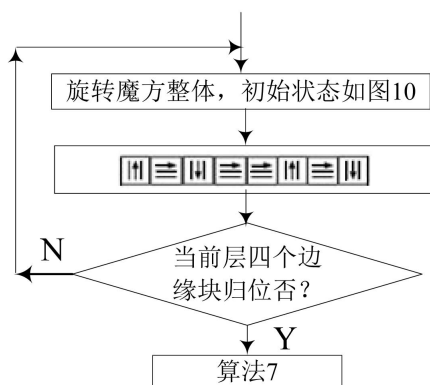 旋转魔方整体，初始状态如图10
当前层四个边
缘块归位否？
N
Y
算法7